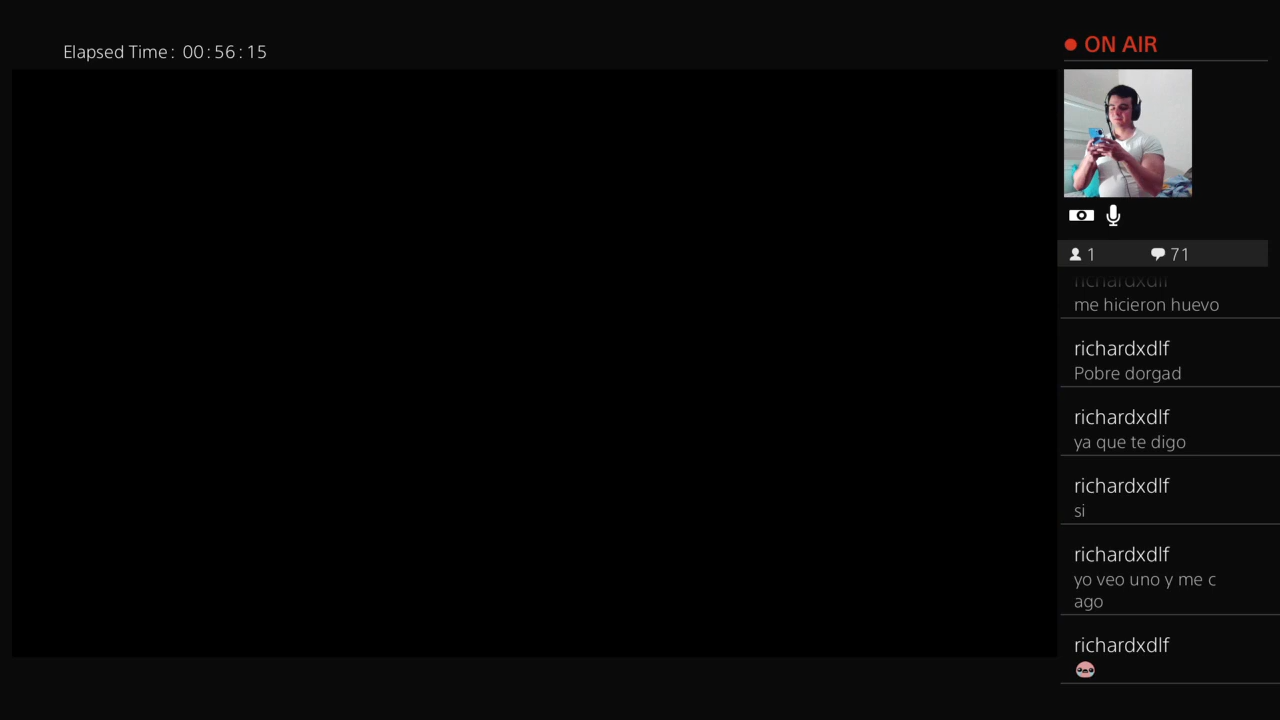 Elapsed Time: 00:56:15
ON AIR
1 71
richardxdlf
me hicieron huevo
richardxdlf
Pobre dorgad
richardxdlf
ya que te digo
richardxdlf
si
richardxdlf
yo veo uno y me c
ago
richardxdlf